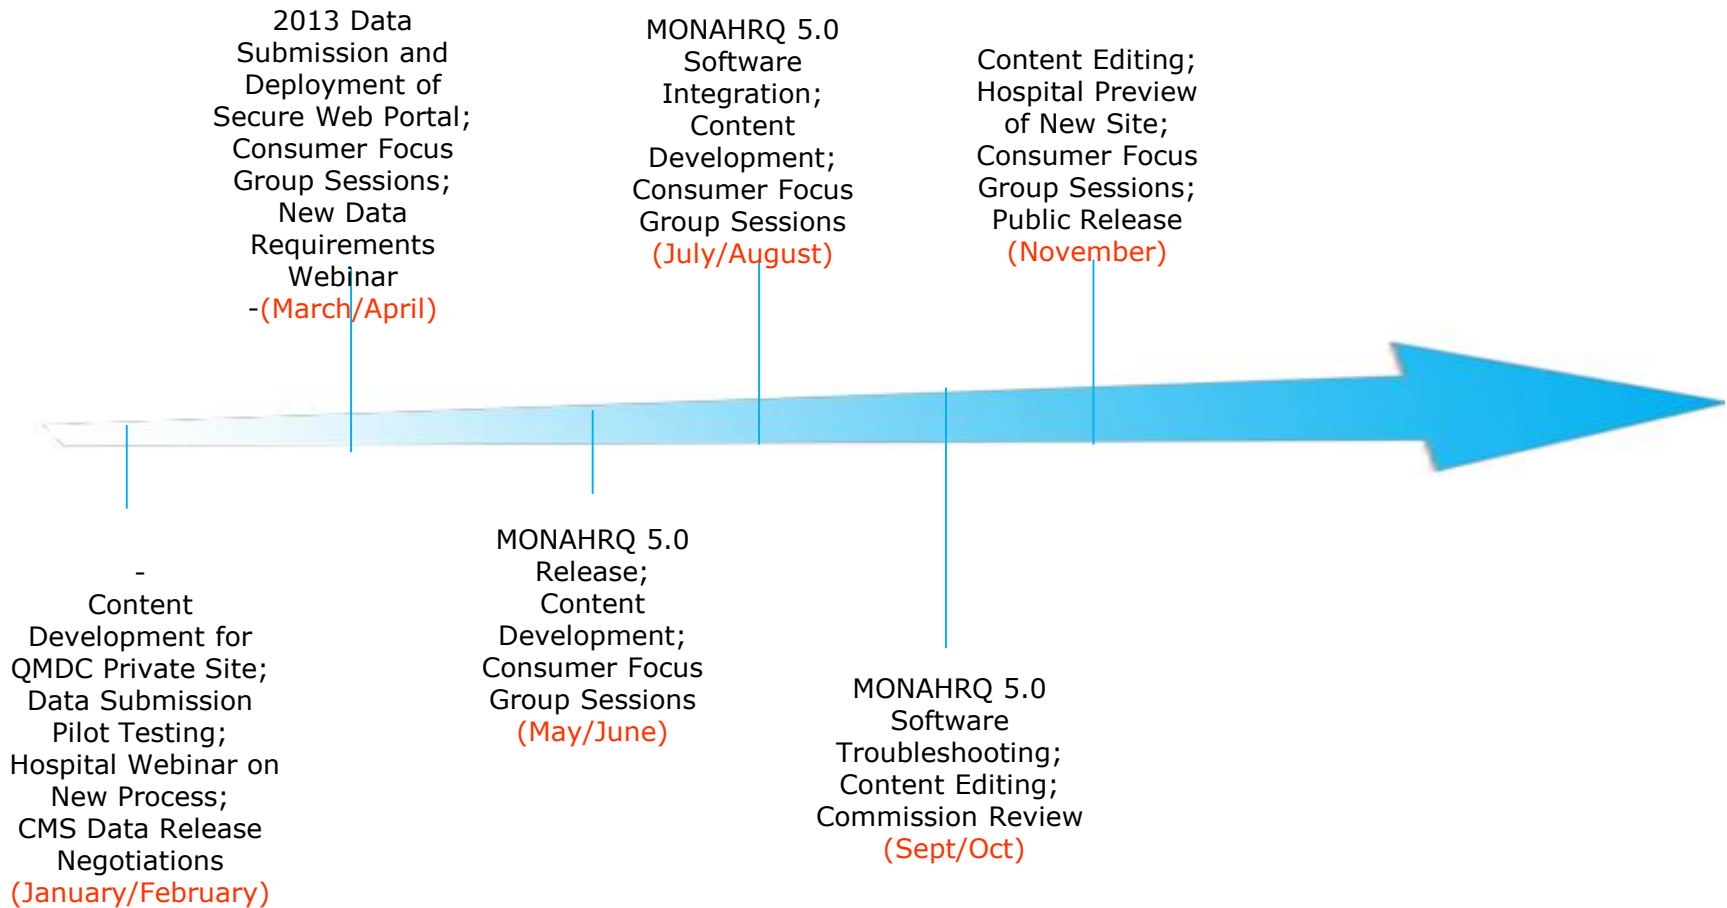 2013 Data
Submission and
Deployment of
Secure Web Portal;
Consumer Focus
Group Sessions;
New Data
Requirements
Webinar
-(March/April)
MONAHRQ 5.0
Software
Integration;
Content
Development;
Consumer Focus
Group Sessions
(July/August)
Content Editing;
Hospital Preview
of New Site;
Consumer Focus
Group Sessions;
Public Release
(November)
-
Content
Development for
QMDC Private Site;
Data Submission
Pilot Testing;
Hospital Webinar on
New Process;
CMS Data Release
Negotiations
(January/February)
MONAHRQ 5.0
Release;
Content
Development;
Consumer Focus
Group Sessions
(May/June)
MONAHRQ 5.0
Software
Troubleshooting;
Content Editing;
Commission Review
(Sept/Oct)